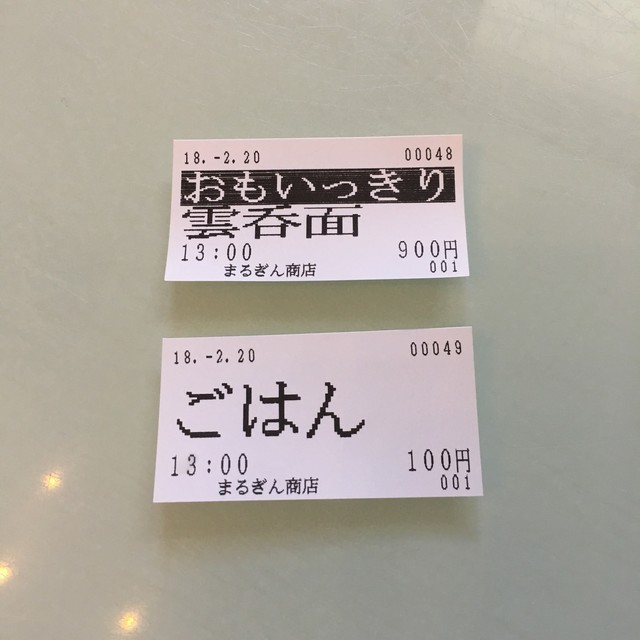 18.-2.20 00048
おもいっきり
雲呑面
13:00 900円
まるぎん商店 001
18.-2.20 00049
ごはん
13:00 100円
まるぎん商店 001